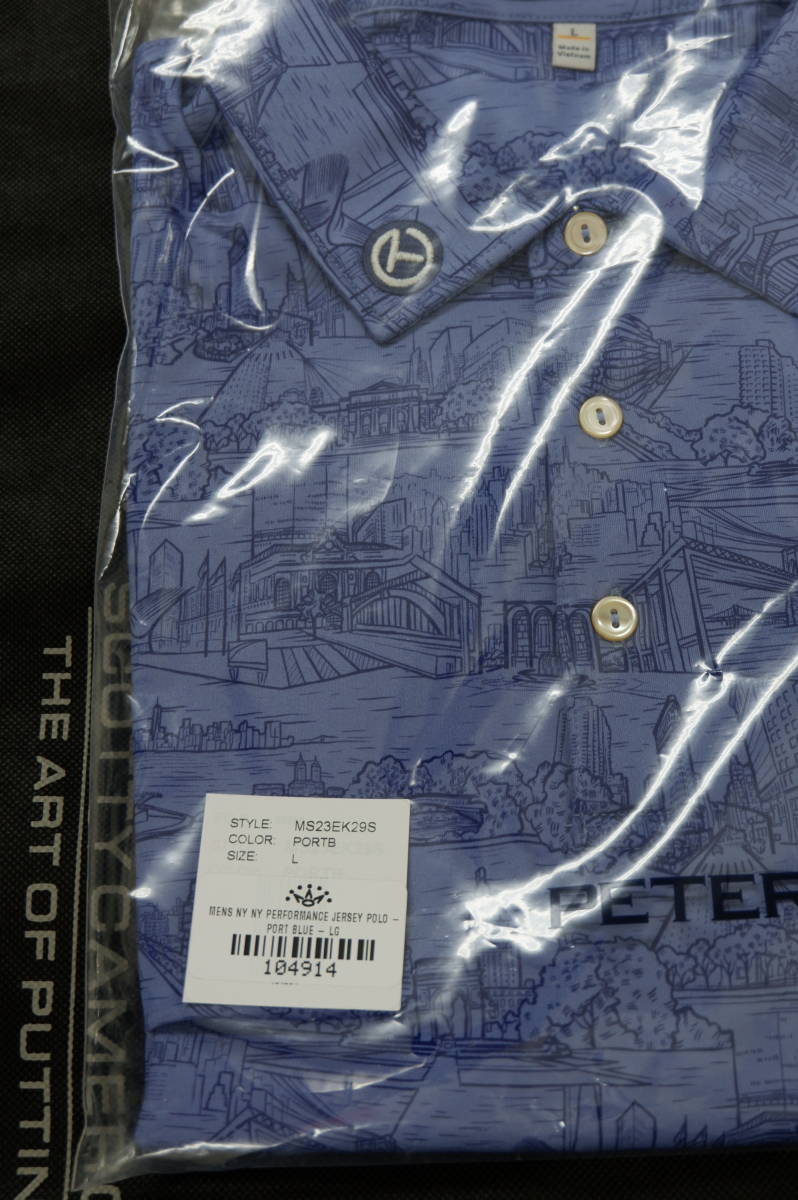 L
Made in
Vietnam
STYLE: MS23EK29S
COLOR: PORTB
SIZE: L
MENS NY NY PERFORMANCE JERSEY POLO –
PORT BLUE – LG
104914
PETER
SCOTTY CAMERO
THE ART OF PUTTIN